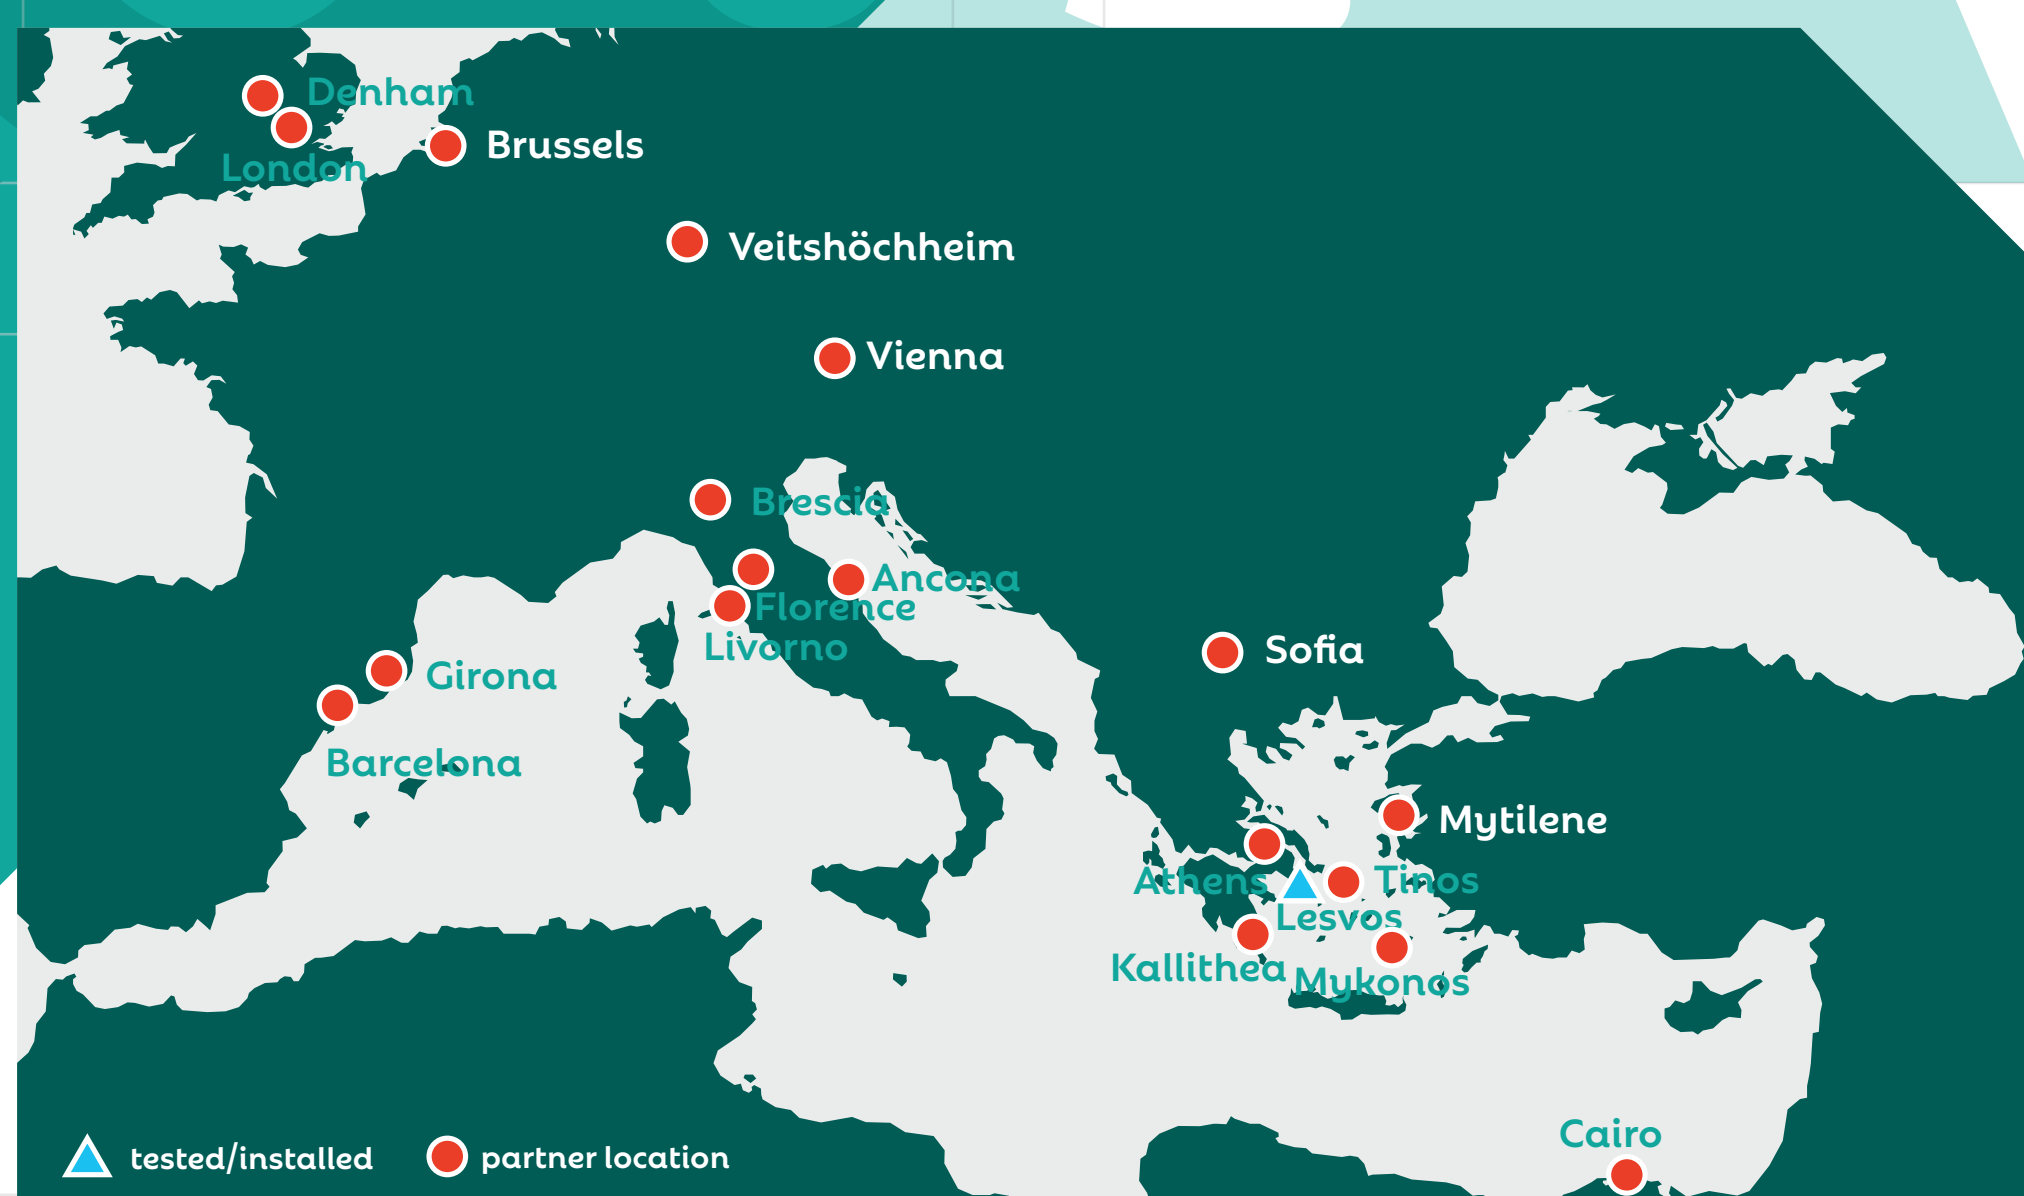 Denham
Brussels
London
Veitshöchheim
Vienna
Brescia
Ancona
Florence
Livorno
Sofia
Girona
Barcelona
Mytilene
Athens
Tinos
Lesvos
Kallithea
Mykonos
Cairo
tested/installed
partner location